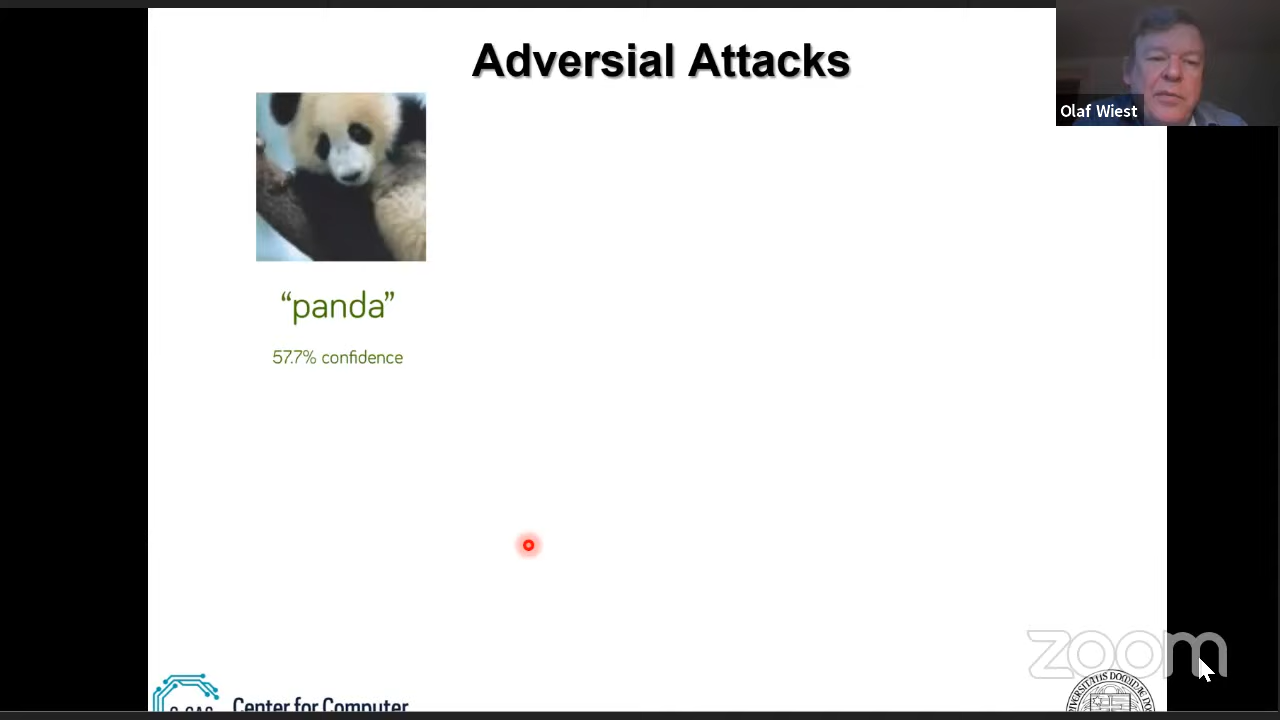 Adversial Attacks
Olaf Wiest
“panda”
57.7% confidence
zoom
Center for Computer